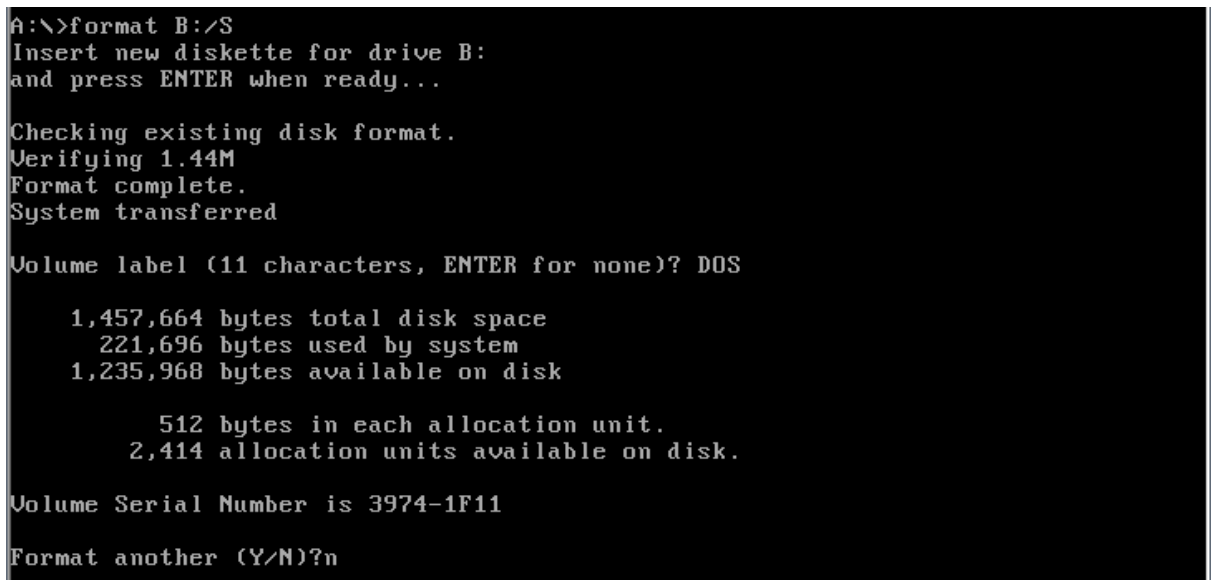 A:\>format B:/S
Insert new diskette for drive B:
and press ENTER when ready...
Checking existing disk format.
Verifying 1.44M
Format complete.
System transferred
Volume label (11 characters, ENTER for none)? DOS
1,457,664 bytes total disk space
221,696 bytes used by system
1,235,968 bytes available on disk
512 bytes in each allocation unit.
2,414 allocation units available on disk.
Volume Serial Number is 3974-1F11
Format another (Y/N)?n